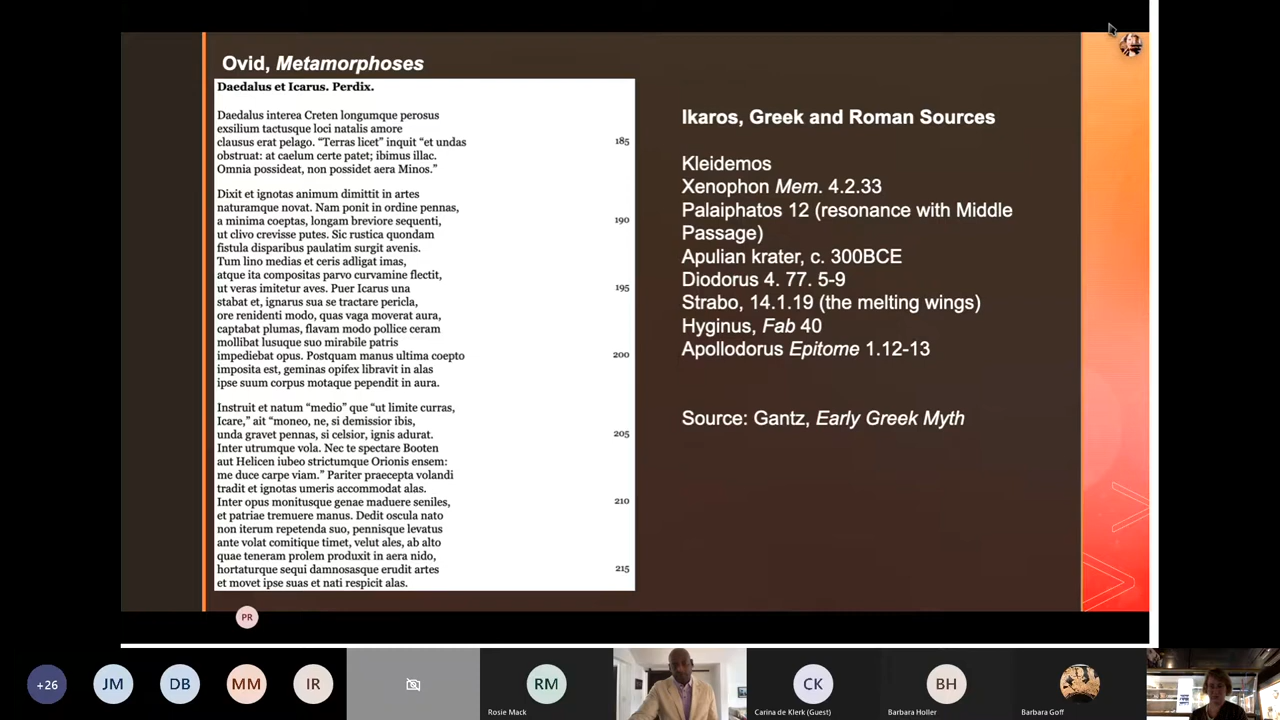 Ovid, Metamorphoses
Daedalus et Icarus. Perdix.
Daedalus interea Creten longumque perosus
exsilium tactusque loci natalis amore
clausus erat pelago. “Terras licet” inquit “et undas 185
obstruat: at caelum certe patet; ibimus illac.
Omnia possideat, non possidet aera Minos.”
Dixit et ignotas animum dimittit in artes
naturamque novat. Nam ponit in ordine pennas,
a minima coeptas, longam breviore sequenti, 190
ut clivo crevisse putes. Sic rustica quondam
fistula disparibus paulatim surgit avenis.
Tum lino medias et ceris adligat imas,
atque ita compositas parvo curvamine flectit,
ut veras imitetur aves. Puer Icarus una 195
stabat et, ignarus sua se tractare pericla,
ore renidenti modo, quas vaga moverat aura,
captabat plumas, flavam modo pollice ceram
mollibat lusuque suo mirabile patris
impediebat opus. Postquam manus ultima coepto 200
imposita est, geminas opifex libravit in alas
ipse suum corpus motaque pependit in aura.
Instruit et natum “medio” que “ut limite curras,
Icare,” ait “moneo, ne, si demissior ibis,
unda gravet pennas, si celsior, ignis adurat. 205
Inter utrumque vola. Nec te spectare Booten
aut Helicen iubeo strictumque Orionis ensem:
me duce carpe viam.” Pariter praecepta volandi
tradit et ignotas umeris accommodat alas.
Inter opus monitusque genae maduere seniles, 210
et patriae tremuere manus. Dedit oscula nato
non iterum repetenda suo, pennisque levatus
ante volat comitique timet, velut ales, ab alto
quae teneram prolem produxit in aera nido,
hortaturque sequi damnosasque erudit artes 215
et movet ipse suas et nati respicit alas.
Ikaros, Greek and Roman Sources
Kleidemos
Xenophon Mem. 4.2.33
Palaiphatos 12 (resonance with Middle
Passage)
Apulian krater, c. 300BCE
Diodorus 4. 77. 5-9
Strabo, 14.1.19 (the melting wings)
Hyginus, Fab 40
Apollodorus Epitome 1.12-13
Source: Gantz, Early Greek Myth
PR
+26
JM
DB
MM
IR
RM
Rosie Mack
CK
Carina de Klerk (Guest)
BH
Barbara Holler
Barbara Goff